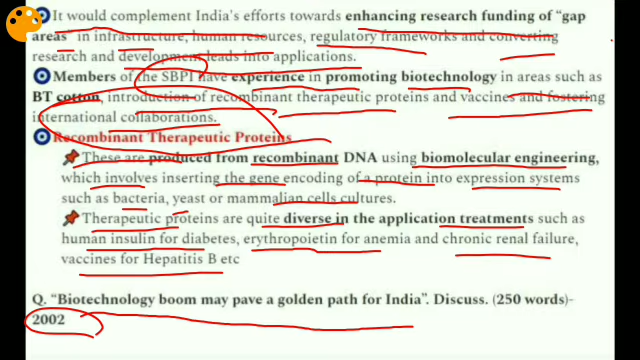 It would complement India's efforts towards enhancing research funding of "gap
areas" in infrastructure, human resources, regulatory frameworks and converting
research and development leads into applications.
Members of the SBPI have experience in promoting biotechnology in areas such as
BT cotton, introduction of recombinant therapeutic proteins and vaccines and fostering
international collaborations.
Recombinant Therapeutic Proteins
These are produced from recombinant DNA using biomolecular engineering,
which involves inserting the gene encoding of a protein into expression systems
such as bacteria, yeast or mammalian cells cultures.
Therapeutic proteins are quite diverse in the application treatments such as
human insulin for diabetes, erythropoietin for anemia and chronic renal failure,
vaccines for Hepatitis B etc
Q. "Biotechnology boom may pave a golden path for India". Discuss. (250 words)-
2002